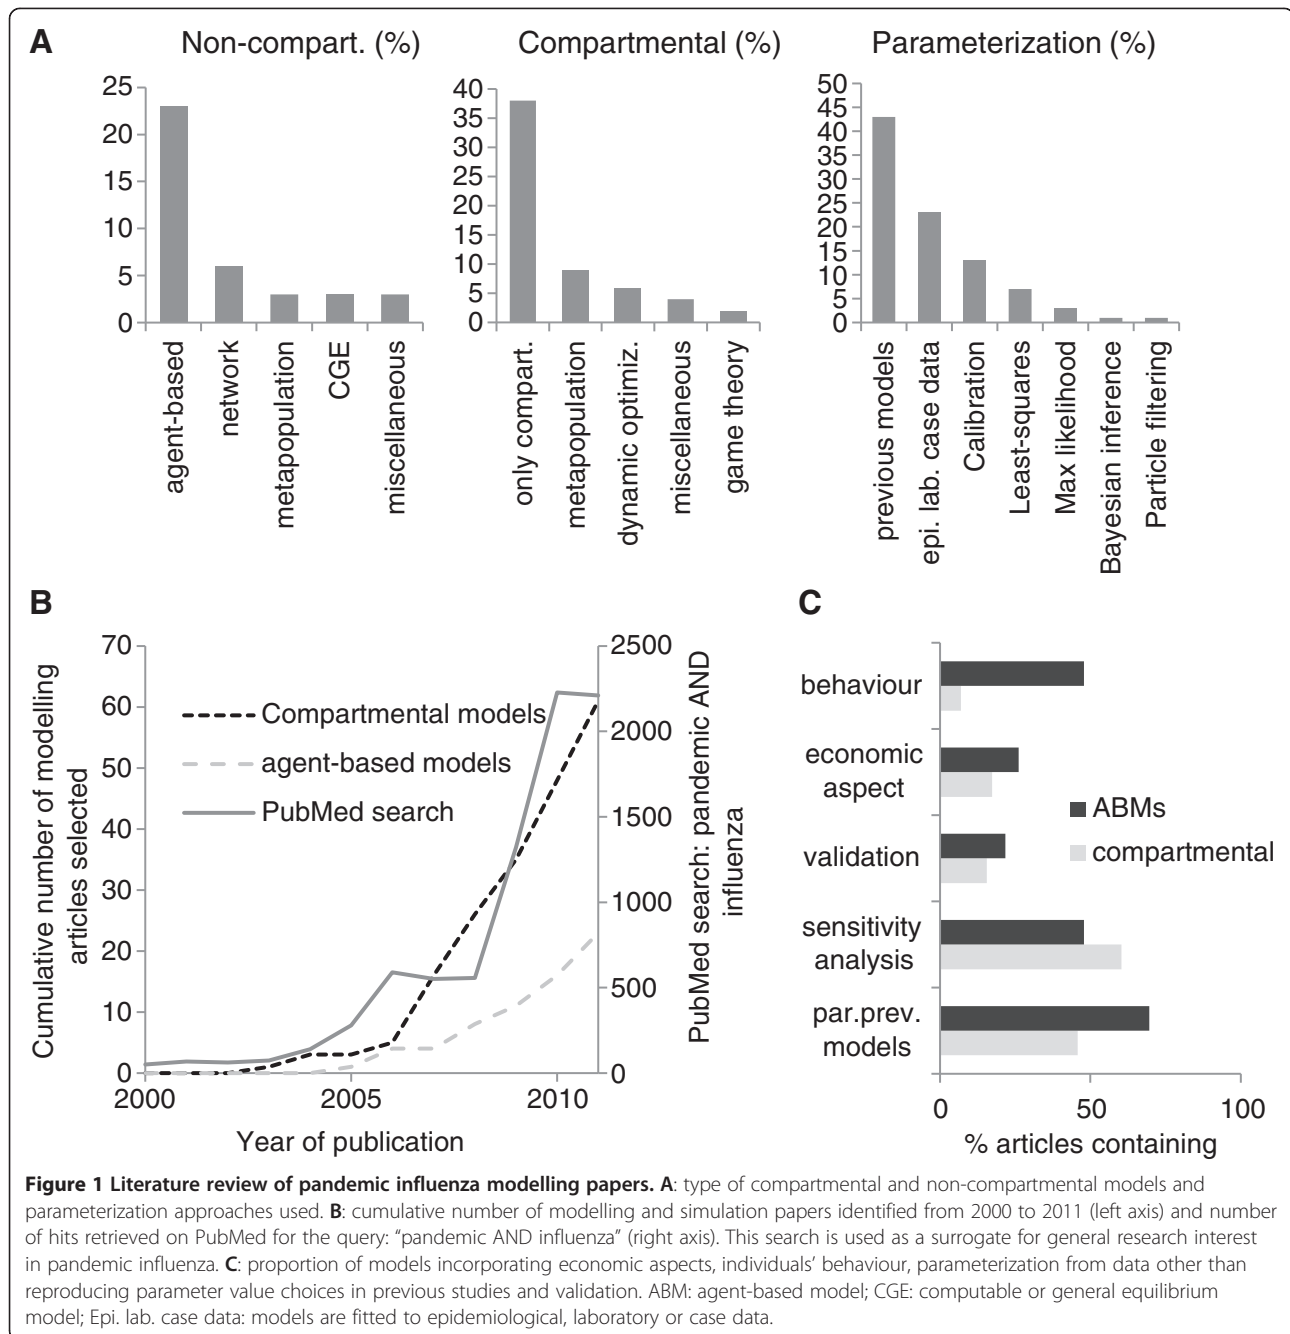 A
Non-compart. (%)
Compartmental (%)
Parameterization (%)
25
20
15
10
5
0
agent-based
network
metapopulation
CGE
miscellaneous
40
35
30
25
20
15
10
5
0
only compart.
metapopulation
dynamic optimiz.
miscellaneous
game theory
50
45
40
35
30
25
20
15
10
5
0
previous models
epi. lab. case data
Calibration
Least-squares
Max likelihood
Bayesian inference
Particle filtering
B
Cumulative number of modelling
articles selected
70
60
50
40
30
20
10
0
Compartmental models
agent-based models
PubMed search
2500
2000
1500
1000
500
0
PubMed search: pandemic AND
influenza
2000
2005
2010
Year of publication
C
behaviour
economic
aspect
validation
sensitivity
analysis
par.prev.
models
ABMs
compartmental
0
50
100
% articles containing
Figure 1 Literature review of pandemic influenza modelling papers. A: type of compartmental and non-compartmental models and
parameterization approaches used. B: cumulative number of modelling and simulation papers identified from 2000 to 2011 (left axis) and number
of hits retrieved on PubMed for the query: “pandemic AND influenza” (right axis). This search is used as a surrogate for general research interest
in pandemic influenza. C: proportion of models incorporating economic aspects, individuals’ behaviour, parameterization from data other than
reproducing parameter value choices in previous studies and validation. ABM: agent-based model; CGE: computable or general equilibrium
model; Epi. lab. case data: models are fitted to epidemiological, laboratory or case data.